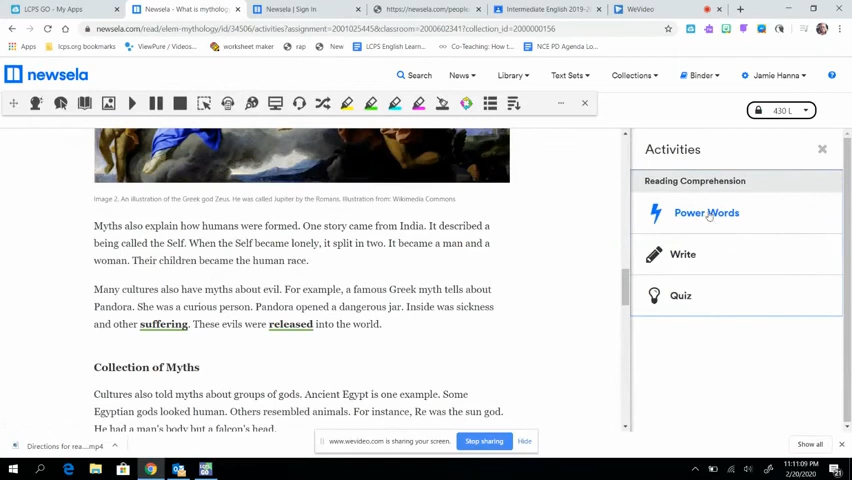 LCPS GO - My Apps
Newsela - What is mytholog
Newsela | Sign In
https://newsela.com/people
Intermediate English 2019-2
WeVideo
newsela.com/read/elem-mythology/id/34506/activities?assignment=2001025445&classroom=2000602341&collection_id=2000000156
Apps
lcps.org bookmarks
ViewPure / Videos...
worksheet maker
rap
New
LCPS English Learn...
Co-Teaching: How t...
NCE PD Agenda Lo...
newsela
Search
News
Library
Text Sets
Collections
Binder
Jamie Hanna
430 L
Image 2. An illustration of the Greek god Zeus. He was called Jupiter by the Romans. Illustration from: Wikimedia Commons
Myths also explain how humans were formed. One story came from India. It described a
being called the Self. When the Self became lonely, it split in two. It became a man and a
woman. Their children became the human race.
Many cultures also have myths about evil. For example, a famous Greek myth tells about
Pandora. She was a curious person. Pandora opened a dangerous jar. Inside was sickness
and other suffering. These evils were released into the world.
Collection of Myths
Cultures also told myths about groups of gods. Ancient Egypt is one example. Some
Egyptian gods looked human. Others resembled animals. For instance, Re was the sun god.
He had a man's body but a falcon's head.
Activities
Reading Comprehension
Power Words
Write
Quiz
Directions for rea....mp4
www.wevideo.com is sharing your screen.
Stop sharing
Hide
Show all
11:11:09 PM
2/20/2020